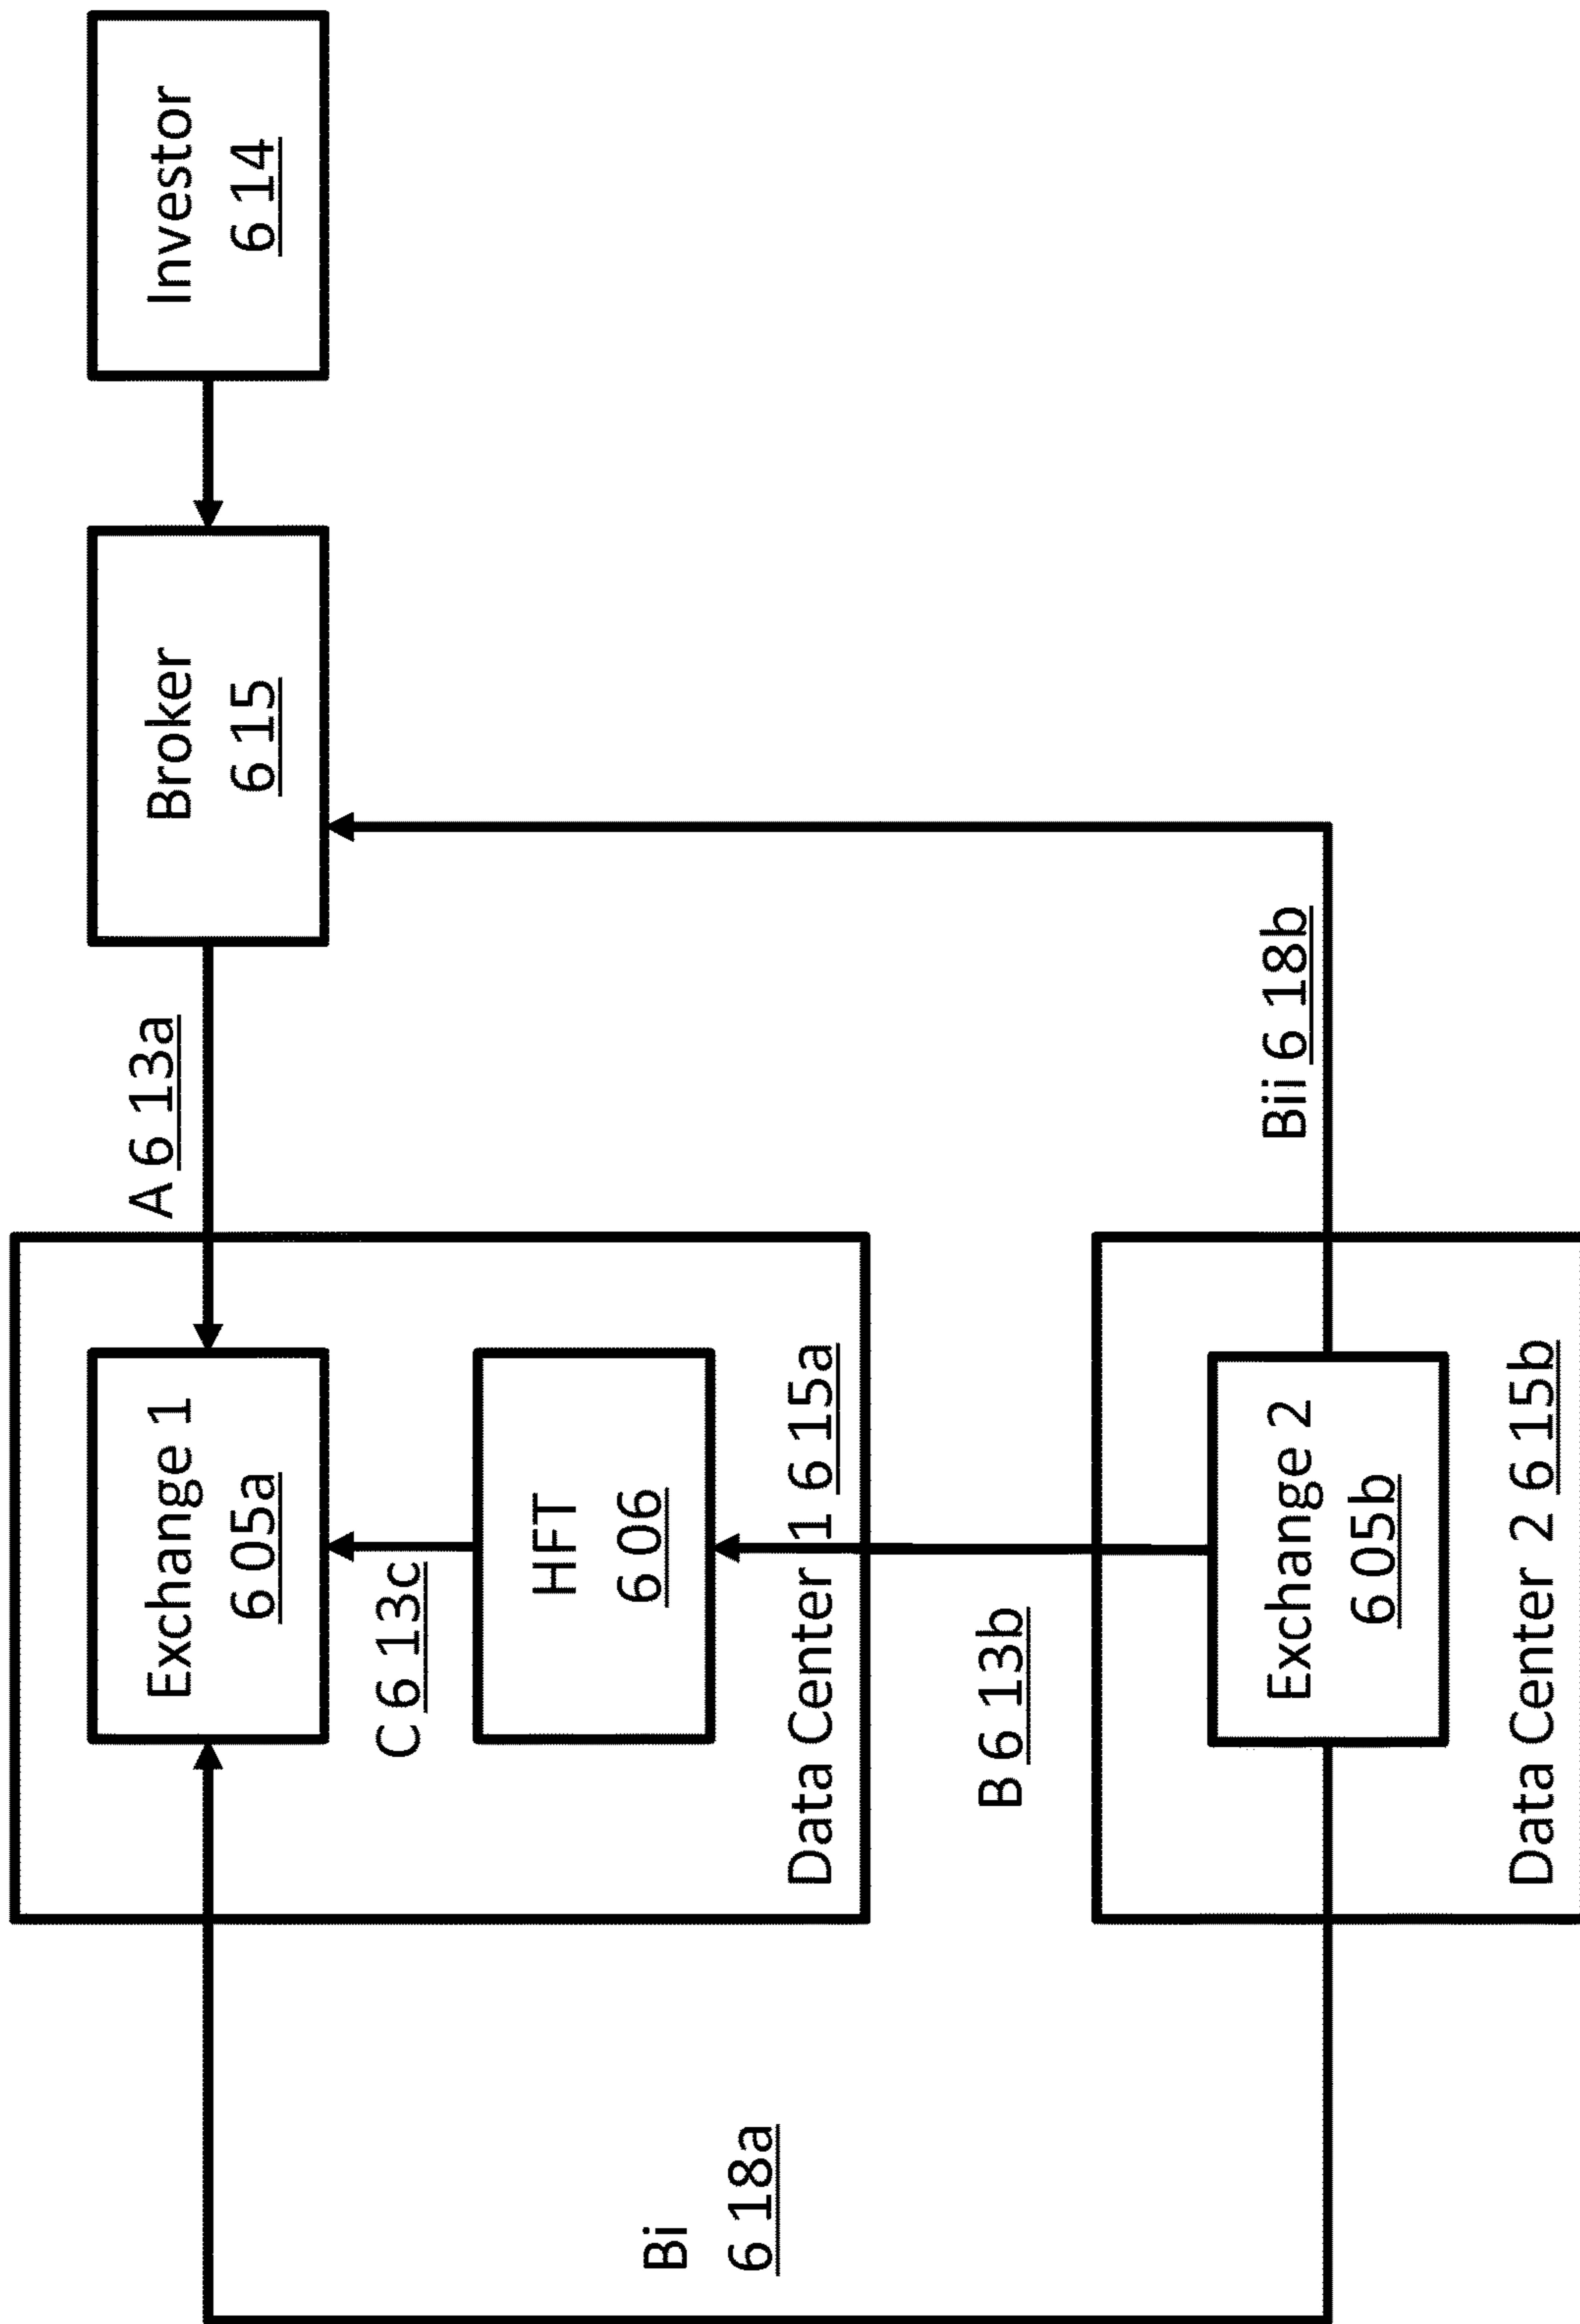 Investor
6 14
Broker
6 15
A 6 13a
Exchange 1
6 05a
C 6 13c
HFT
6 06
Data Center 1 6 15a
Bi
6 18a
B 6 13b
Bii 6 18b
Exchange 2
6 05b
Data Center 2 6 15b